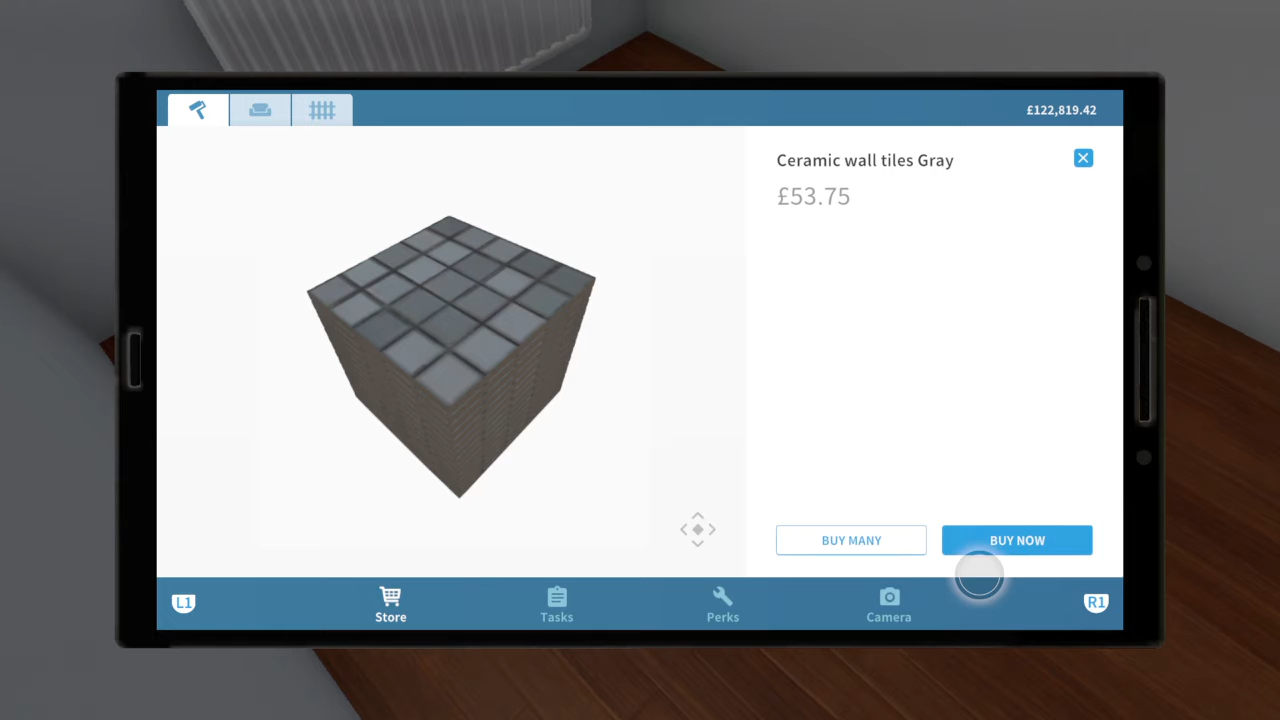 £122,819.42
Ceramic wall tiles Gray
£53.75
BUY MANY
BUY NOW
L1
Store
Tasks
Perks
Camera
R1